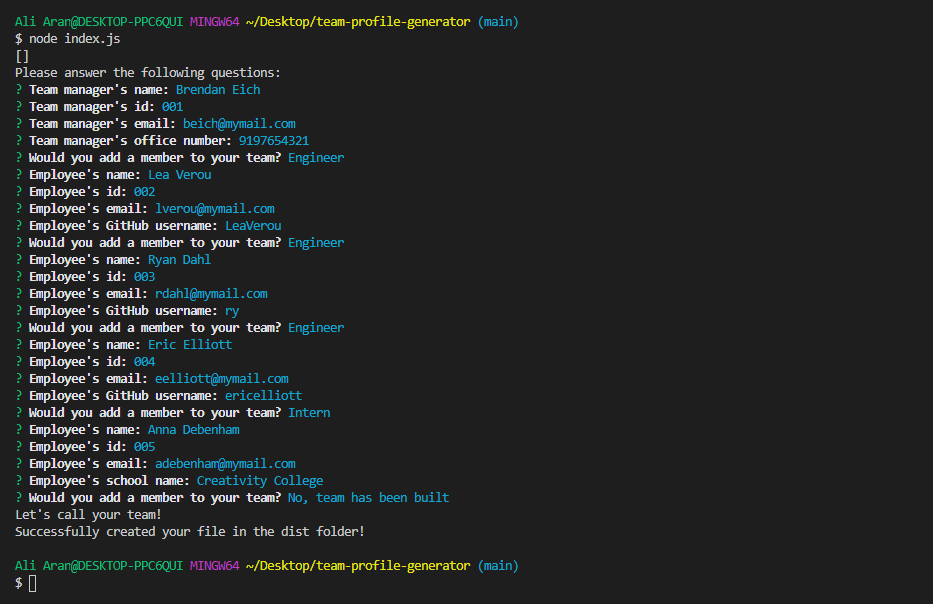 Ali Aran@DESKTOP-PPC6QUI MINGW64 ~/Desktop/team-profile-generator (main)
$ node index.js
[]
Please answer the following questions:
? Team manager's name: Brendan Eich
? Team manager's id: 001
? Team manager's email: beich@mymail.com
? Team manager's office number: 9197654321
? Would you add a member to your team? Engineer
? Employee's name: Lea Verou
? Employee's id: 002
? Employee's email: lverou@mymail.com
? Employee's GitHub username: LeaVerou
? Would you add a member to your team? Engineer
? Employee's name: Ryan Dahl
? Employee's id: 003
? Employee's email: rdahl@mymail.com
? Employee's GitHub username: ry
? Would you add a member to your team? Engineer
? Employee's name: Eric Elliott
? Employee's id: 004
? Employee's email: eelliott@mymail.com
? Employee's GitHub username: ericelliott
? Would you add a member to your team? Intern
? Employee's name: Anna Debenham
? Employee's id: 005
? Employee's email: adebenham@mymail.com
? Employee's school name: Creativity College
? Would you add a member to your team? No, team has been built
Let's call your team!
Successfully created your file in the dist folder!
Ali Aran@DESKTOP-PPC6QUI MINGW64 ~/Desktop/team-profile-generator (main)
$